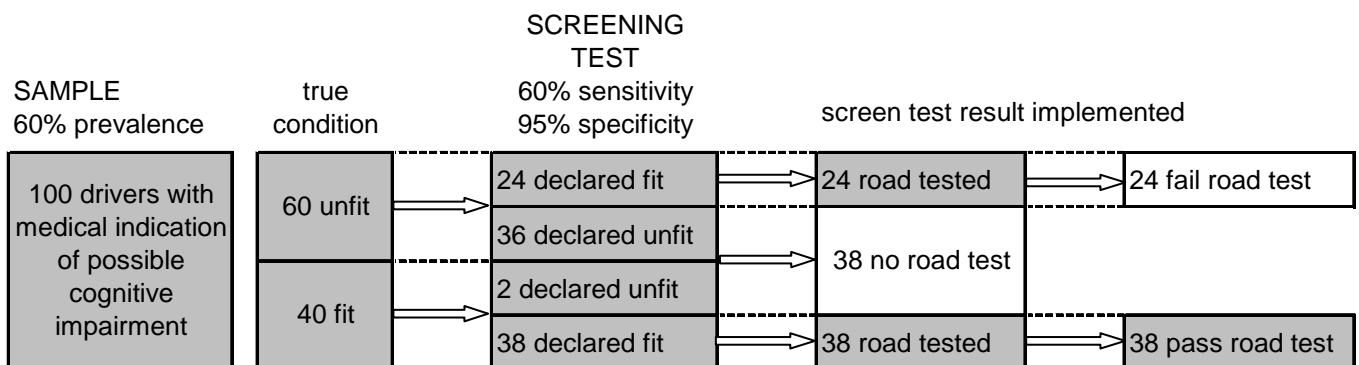 SAMPLE
60% prevalence
true
condition
SCREENING
TEST
60% sensitivity
95% specificity
screen test result implemented
100 drivers with
medical indication
of possible
cognitive
impairment
60 unfit
40 fit
24 declared fit
36 declared unfit
2 declared unfit
38 declared fit
24 road tested
38 no road test
38 road tested
24 fail road test
38 pass road test